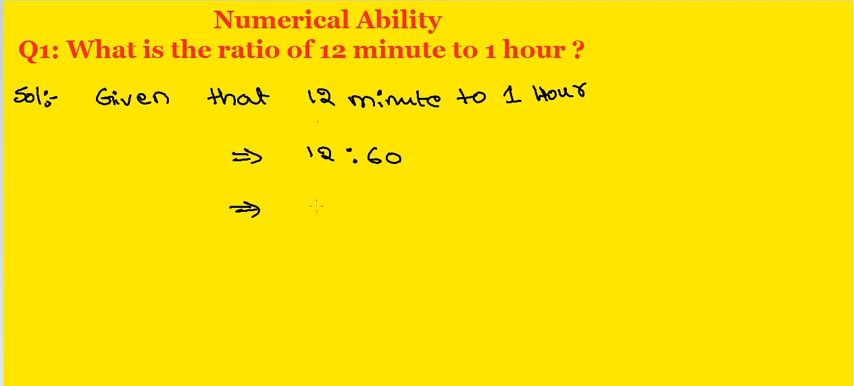 Numerical Ability
Q1: What is the ratio of 12 minute to 1 hour ?
Sol:- Given that 12 minute to 1 Hour
⇒ 12 : 60
⇒